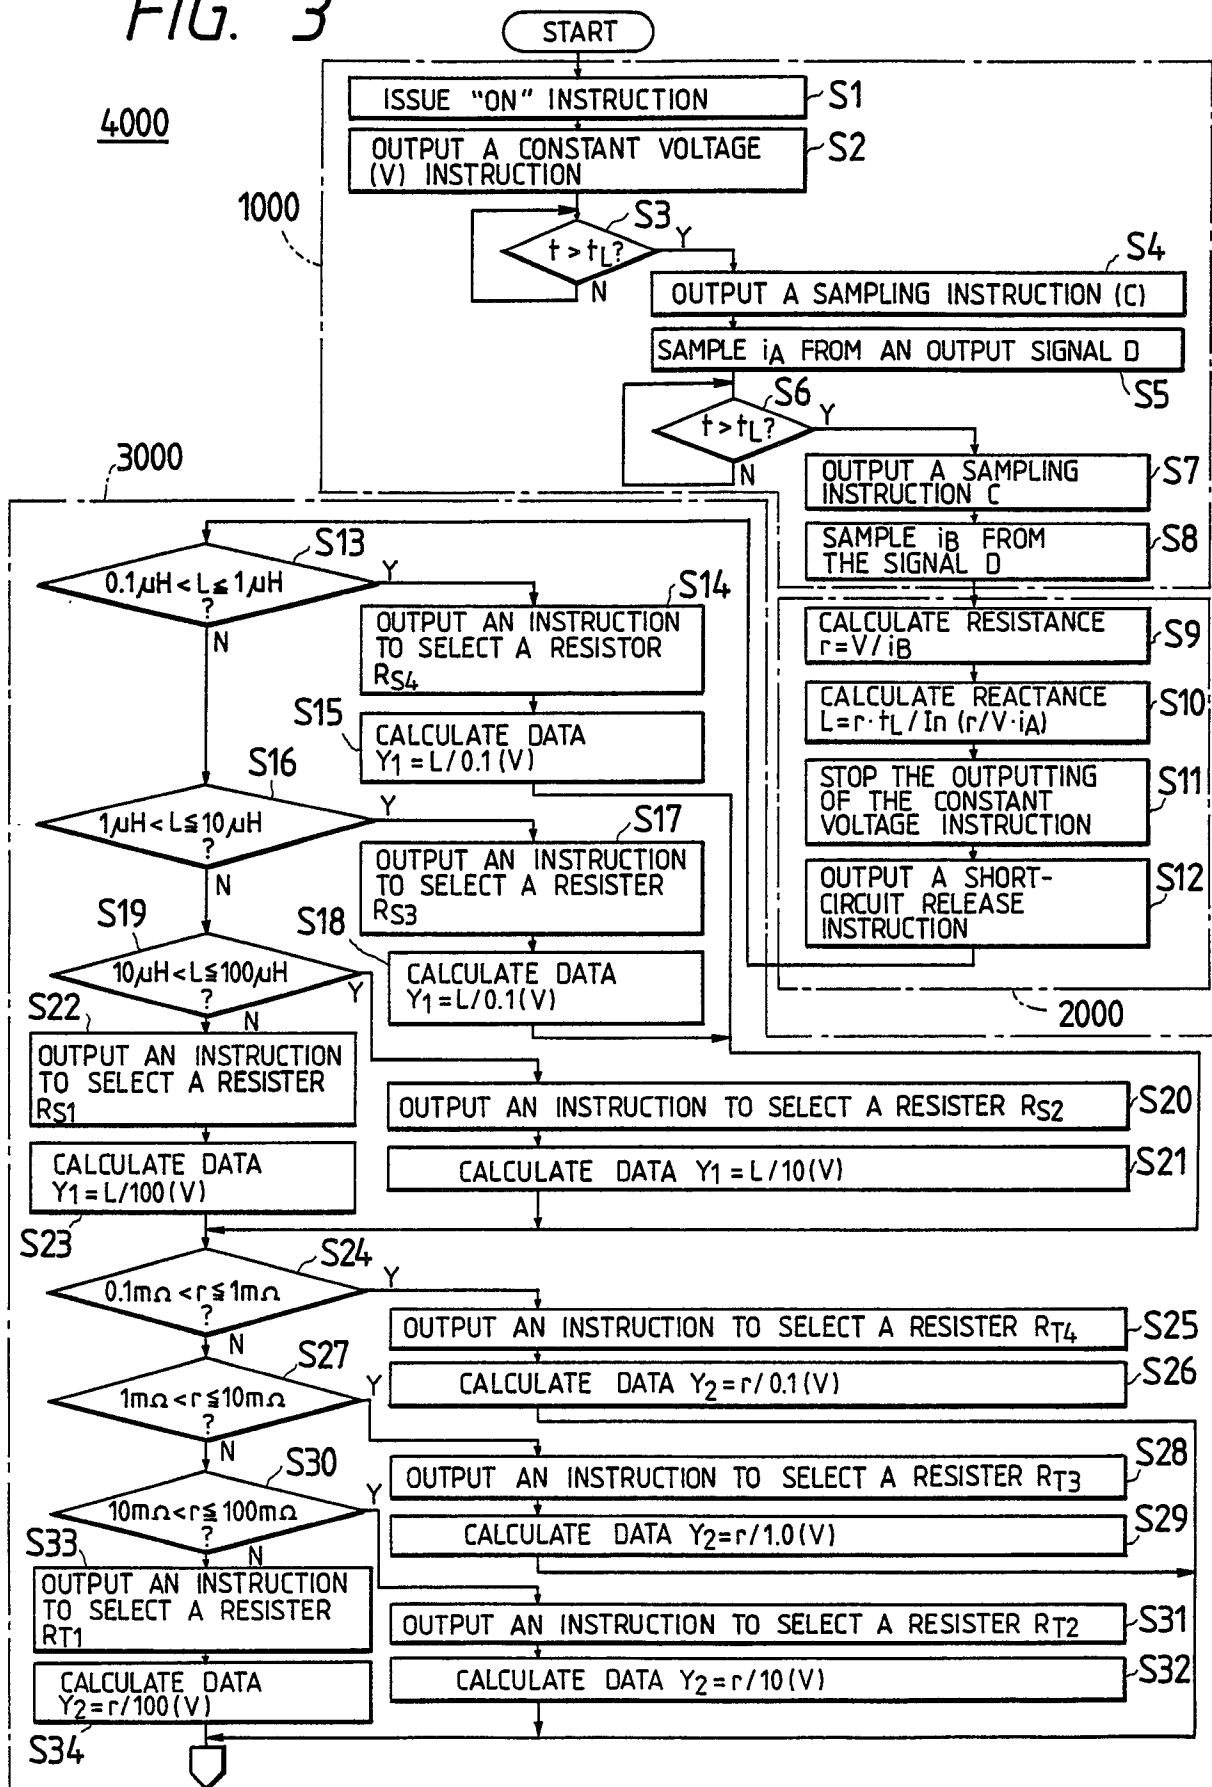 FIG. 3
START
4000
ISSUE "ON" INSTRUCTION
S1
OUTPUT A CONSTANT VOLTAGE
(V) INSTRUCTION
S2
1000
S3
t > tL?
Y
N
S4
OUTPUT A SAMPLING INSTRUCTION (C)
SAMPLE iA FROM AN OUTPUT SIGNAL D
S5
S6
t > tL?
Y
N
3000
OUTPUT A SAMPLING
INSTRUCTION C
S7
SAMPLE iB FROM
THE SIGNAL D
S8
S13
0.1μH < L ≦ 1μH
?
Y
N
S14
OUTPUT AN INSTRUCTION
TO SELECT A RESISTOR
RS4
S15
CALCULATE DATA
Y1 = L/0.1(V)
CALCULATE RESISTANCE
r = V/iB
S9
CALCULATE REACTANCE
L=r·tL/In (r/V·iA)
S10
STOP THE OUTPUTTING
OF THE CONSTANT
VOLTAGE INSTRUCTION
S11
OUTPUT A SHORT-
CIRCUIT RELEASE
INSTRUCTION
S12
2000
S16
1μH < L ≦ 10μH
?
Y
N
S17
OUTPUT AN INSTRUCTION
TO SELECT A RESISTER
RS3
S18
CALCULATE DATA
Y1 = L/0.1(V)
S19
10μH < L ≦ 100μH
?
Y
N
S22
OUTPUT AN INSTRUCTION
TO SELECT A RESISTER
RS1
OUTPUT AN INSTRUCTION TO SELECT A RESISTER RS2
S20
CALCULATE DATA
Y1 = L/100(V)
S23
CALCULATE DATA Y1 = L/10(V)
S21
S24
0.1mΩ < r ≦ 1mΩ
?
Y
N
OUTPUT AN INSTRUCTION TO SELECT A RESISTER RT4
S25
CALCULATE DATA Y2 = r/0.1(V)
S26
S27
1mΩ < r ≦ 10mΩ
?
Y
N
OUTPUT AN INSTRUCTION TO SELECT A RESISTER RT3
S28
CALCULATE DATA Y2 = r/1.0(V)
S29
S30
10mΩ < r ≦ 100mΩ
?
Y
N
S33
OUTPUT AN INSTRUCTION
TO SELECT A RESISTER
RT1
OUTPUT AN INSTRUCTION TO SELECT A RESISTER RT2
S31
CALCULATE DATA
Y2 = r/100(V)
S34
CALCULATE DATA Y2 = r/10(V)
S32